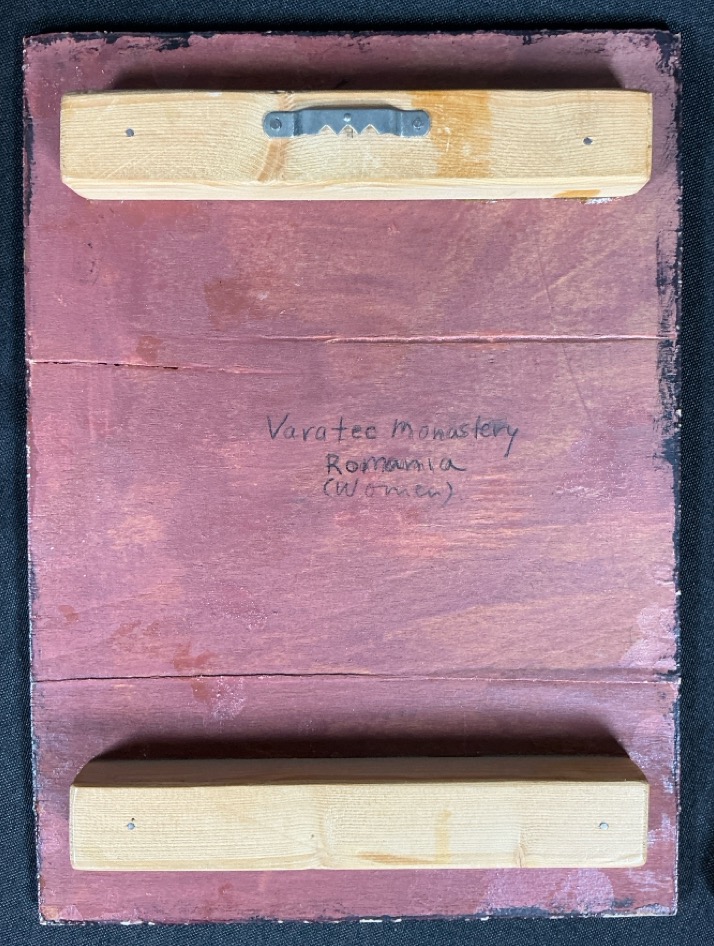 Varatec Monastery
Romania
(Women)